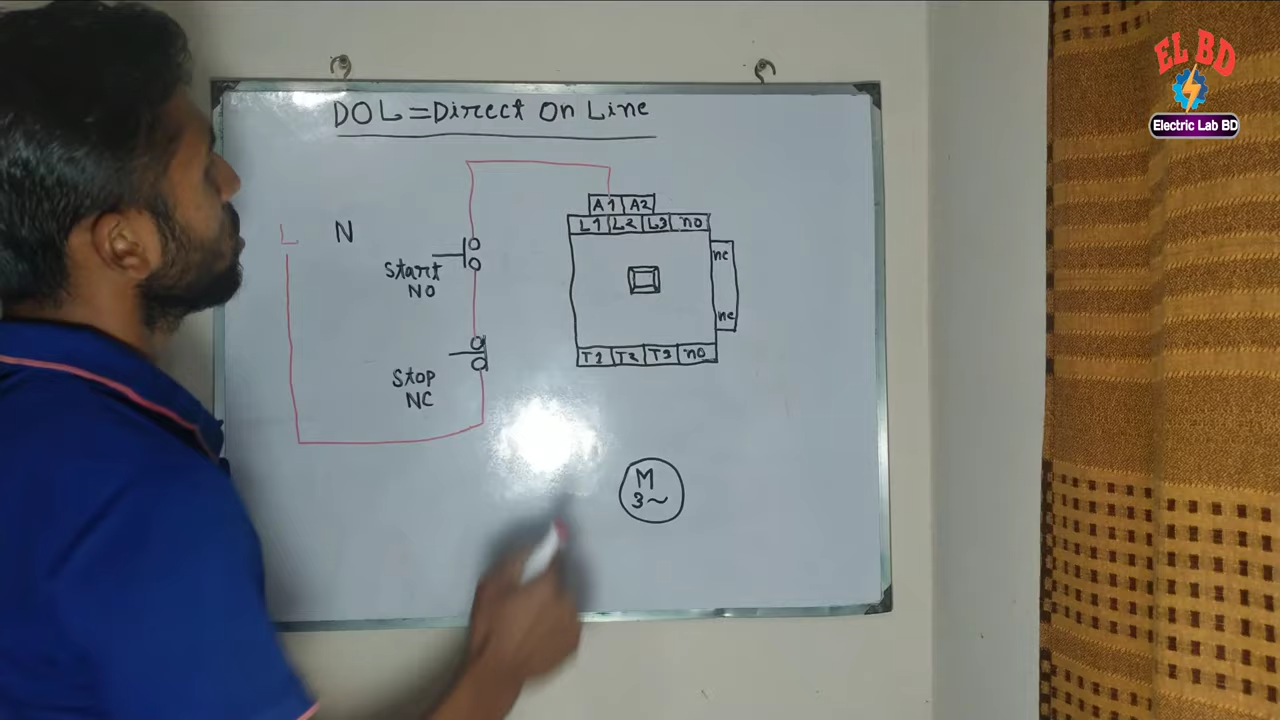 DOL=Direct On Line
EL BD
Electric Lab BD
A1 A2
L1 L2 L3 no
L N
nc
Start
NO
nc
T1 T2 T3 no
Stop
NC
M
3~